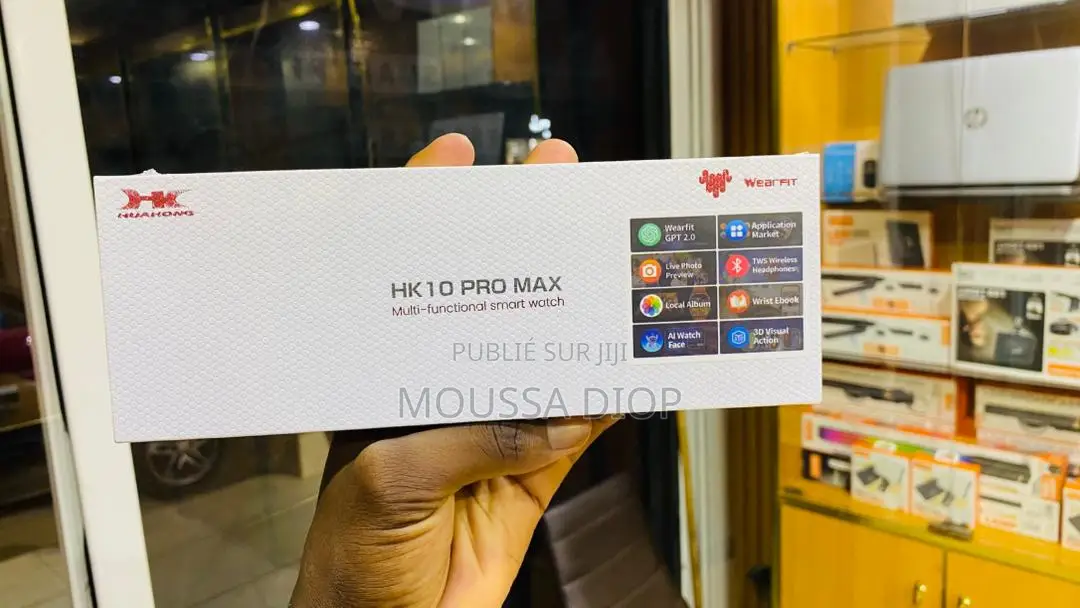 HK
HUAHONG
WearFit
HK10 PRO MAX
Multi-functional smart watch
Wearfit
GPT 2.0
Application
Market
Live Photo
Preview
TWS Wireless
Headphones
Local Album
Wrist Ebook
AI Watch
Face
3D Visual
Action
PUBLIÉ SUR JIJI
MOUSSA DIOP
hp